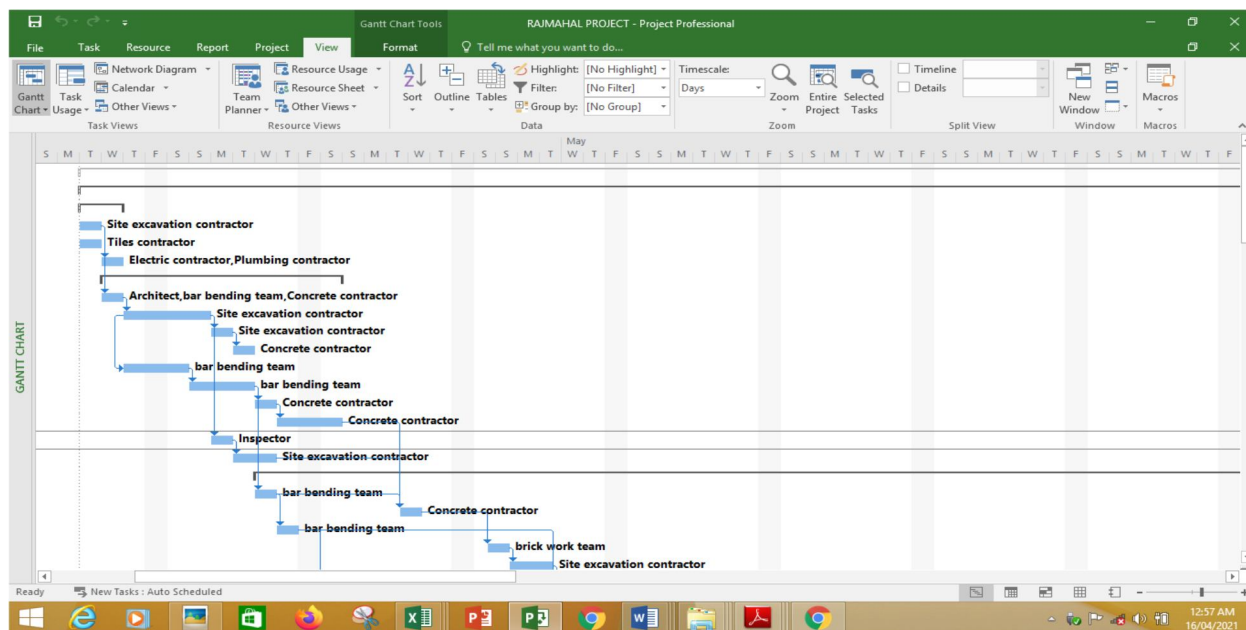 Gantt Chart Tools
RAJMAHAL PROJECT - Project Professional
File Task Resource Report Project View Format Tell me what you want to do...
Gantt Chart
Task Usage
Network Diagram
Calendar
Other Views
Task Views
Team Planner
Resource Usage
Resource Sheet
Other Views
Resource Views
Sort
Outline
Tables
Highlight: [No Highlight]
Filter: [No Filter]
Group by: [No Group]
Data
Timescale:
Days
Zoom
Entire Project
Selected Tasks
Zoom
Timeline
Details
Split View
New Window
Window
Macros
Macros
May
S M T W T F S S M T W T F S S M T W T F S S M T W T F S S M T W T F S S M T W T F S S M T W T F S S M T W T F
GANTT CHART
Site excavation contractor
Tiles contractor
Electric contractor,Plumbing contractor
Architect,bar bending team,Concrete contractor
Site excavation contractor
Site excavation contractor
Concrete contractor
bar bending team
bar bending team
Concrete contractor
Concrete contractor
Inspector
Site excavation contractor
bar bending team
Concrete contractor
bar bending team
brick work team
Site excavation contractor
Ready New Tasks : Auto Scheduled
12:57 AM
16/04/2021